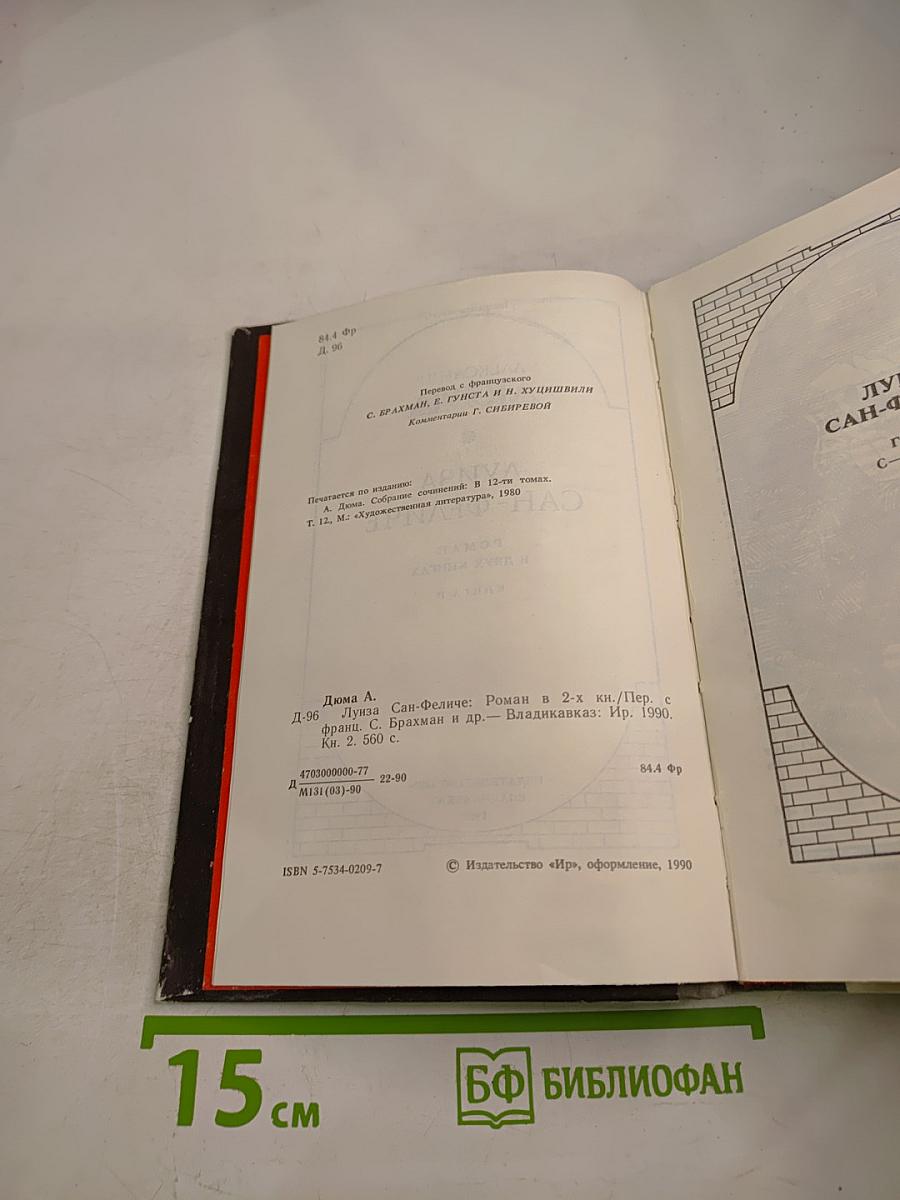 84.4 Фр
Д. 96
Перевод с французского
С. БРАХМАН, Е. ГУНСТА И Н. ХУЦИШВИЛИ
Комментарии Г. СИБИРЕВОЙ
Печатается по изданию:
А. Дюма. Собрание сочинений: В 12-ти томах.
Т. 12., М.: «Художественная литература», 1980
Дюма А.
Д-96 Луиза Сан-Феличе: Роман в 2-х кн./Пер. с
франц. С. Брахман и др.— Владикавказ: Ир. 1990.
Кн. 2. 560 с.
Д 4703000000-77 22-90
М131(03)-90
84.4 Фр
ISBN 5-7534-0209-7
© Издательство «Ир», оформление, 1990
ЛУ
САН-Ф
С—
15 см
БФ БИБЛИОФАН